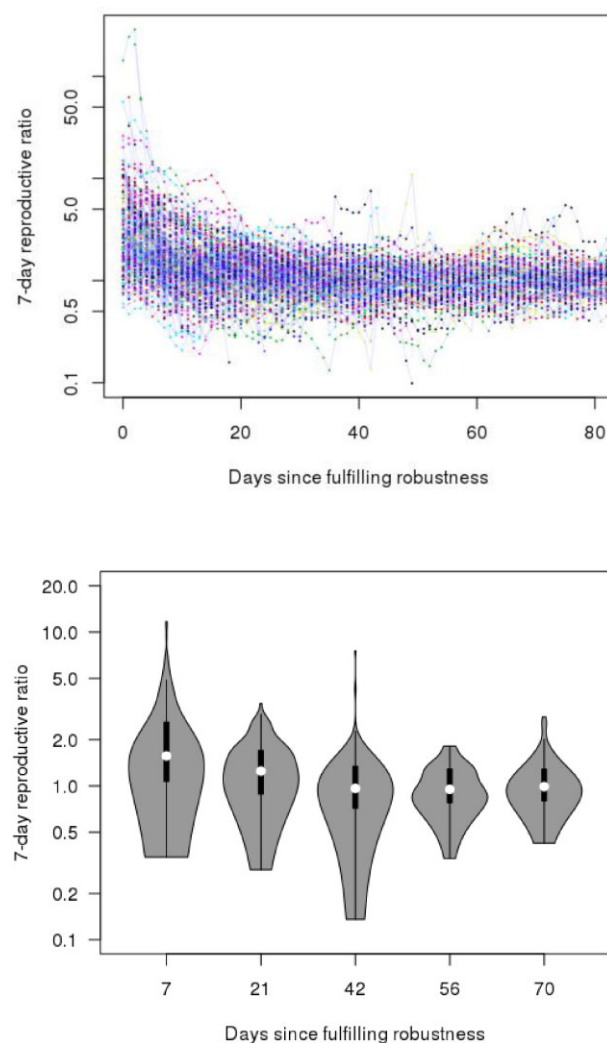 7-day reproductive ratio
50.0
5.0
0.5
0.1
0 20 40 60 80
Days since fulfilling robustness
7-day reproductive ratio
20.0
10.0
5.0
2.0
1.0
0.5
0.2
0.1
7 21 42 56 70
Days since fulfilling robustness